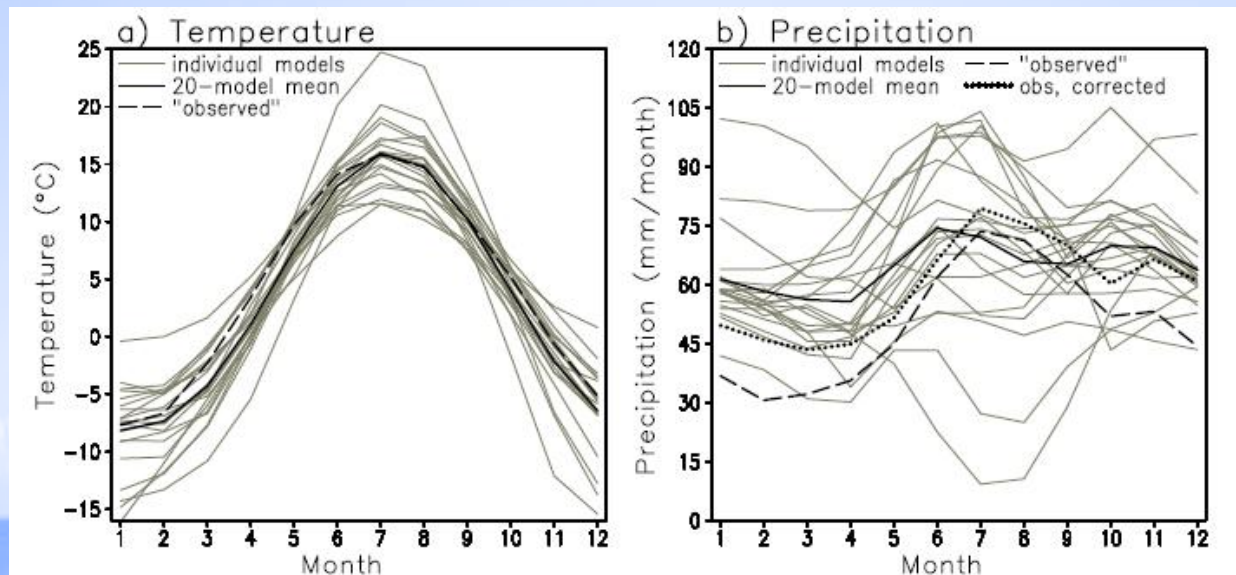 a) Temperature
individual models
20-model mean
"observed"
25
20
15
10
5
0
-5
-10
-15
Temperature (°C)
1 2 3 4 5 6 7 8 9 10 11 12
Month
b) Precipitation
individual models
20-model mean
"observed"
obs, corrected
120
105
90
75
60
45
30
15
0
Precipitation (mm/month)
1 2 3 4 5 6 7 8 9 10 11 12
Month